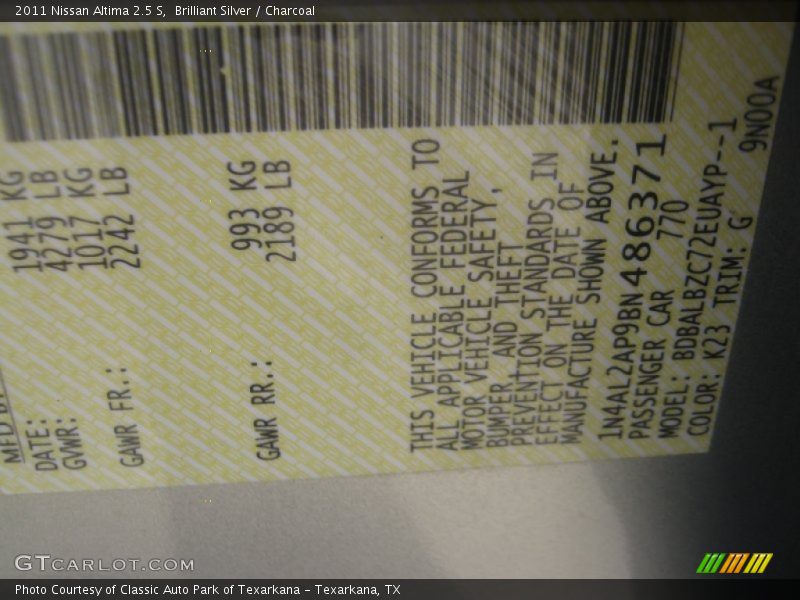 2011 Nissan Altima 2.5 S, Brilliant Silver / Charcoal
DATE:
GVWR: 1941 KG
4279 LB
GAWR FR.: 1017 KG
2242 LB
GAWR RR.: 993 KG
2189 LB
THIS VEHICLE CONFORMS TO
ALL APPLICABLE FEDERAL
MOTOR VEHICLE SAFETY,
BUMPER, AND THEFT
PREVENTION STANDARDS IN
EFFECT ON THE DATE OF
MANUFACTURE SHOWN ABOVE.
1N4AL2AP9BN486371
PASSENGER CAR 770
MODEL: BDBALBZC72EUAYP--1
COLOR: K23 TRIM: G 9N00A
GTCARLOT.COM
Photo Courtesy of Classic Auto Park of Texarkana – Texarkana, TX